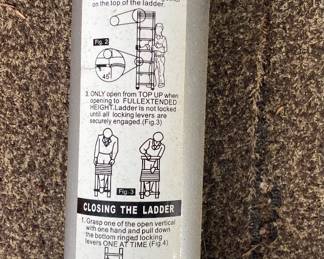 on the top of the ladder.
Fig.2
45°
3. ONLY open from TOP UP when
opening to FULLEXTENDED
HEIGHT.Ladder is not locked
until all locking levers are
securely engaged.(Fig.3)
Fig.3
CLOSING THE LADDER
1. Grasp one of the open vertical
with one hand and pull down
the bottom ringed locking
levers ONE AT TIME (Fig.4)